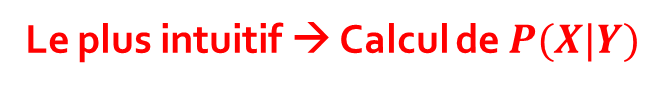 Le plus intuitif → Calcul de P(X|Y)